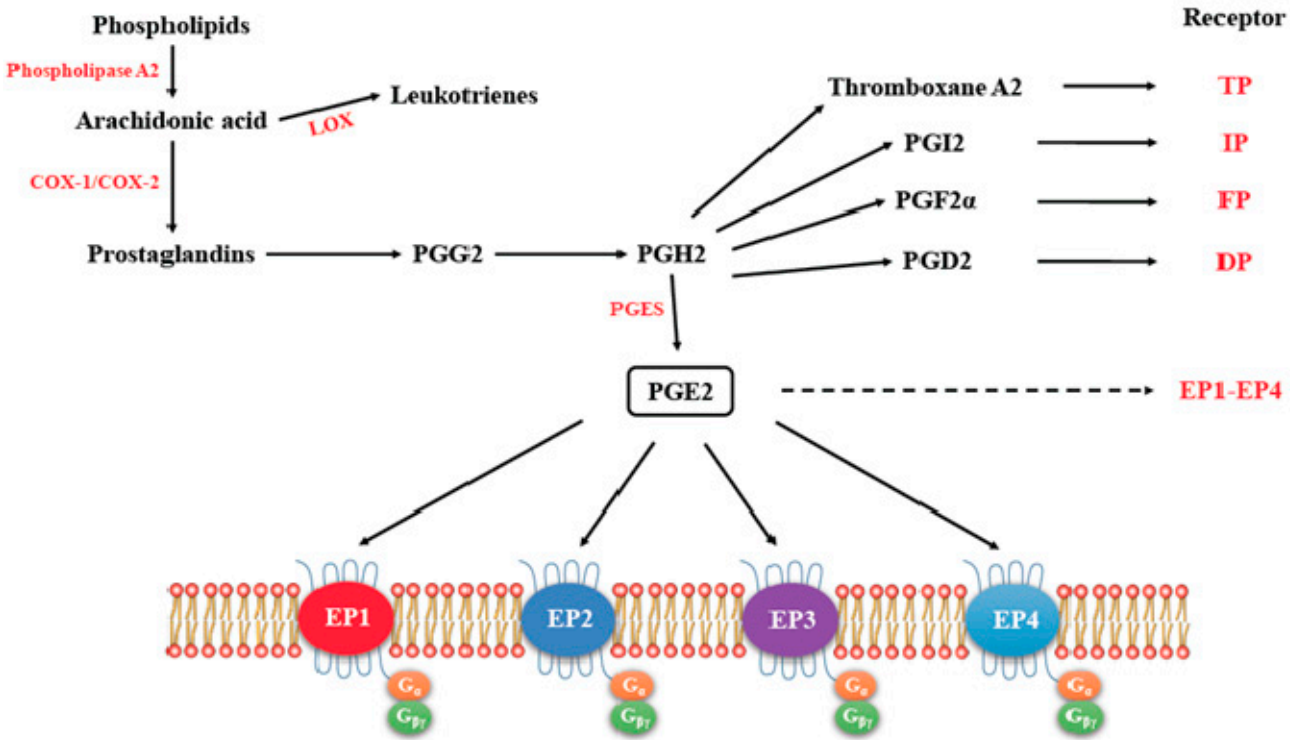 Receptor
Phospholipids
Phospholipase A2
Arachidonic acid
LOX
Leukotrienes
COX-1/COX-2
Thromboxane A2
TP
PGI2
IP
PGF2α
FP
Prostaglandins
PGG2
PGH2
PGD2
DP
PGES
PGE2
EP1-EP4
EP1
EP2
EP3
EP4
Gα
Gα
Gα
Gα
Gβγ
Gβγ
Gβγ
Gβγ